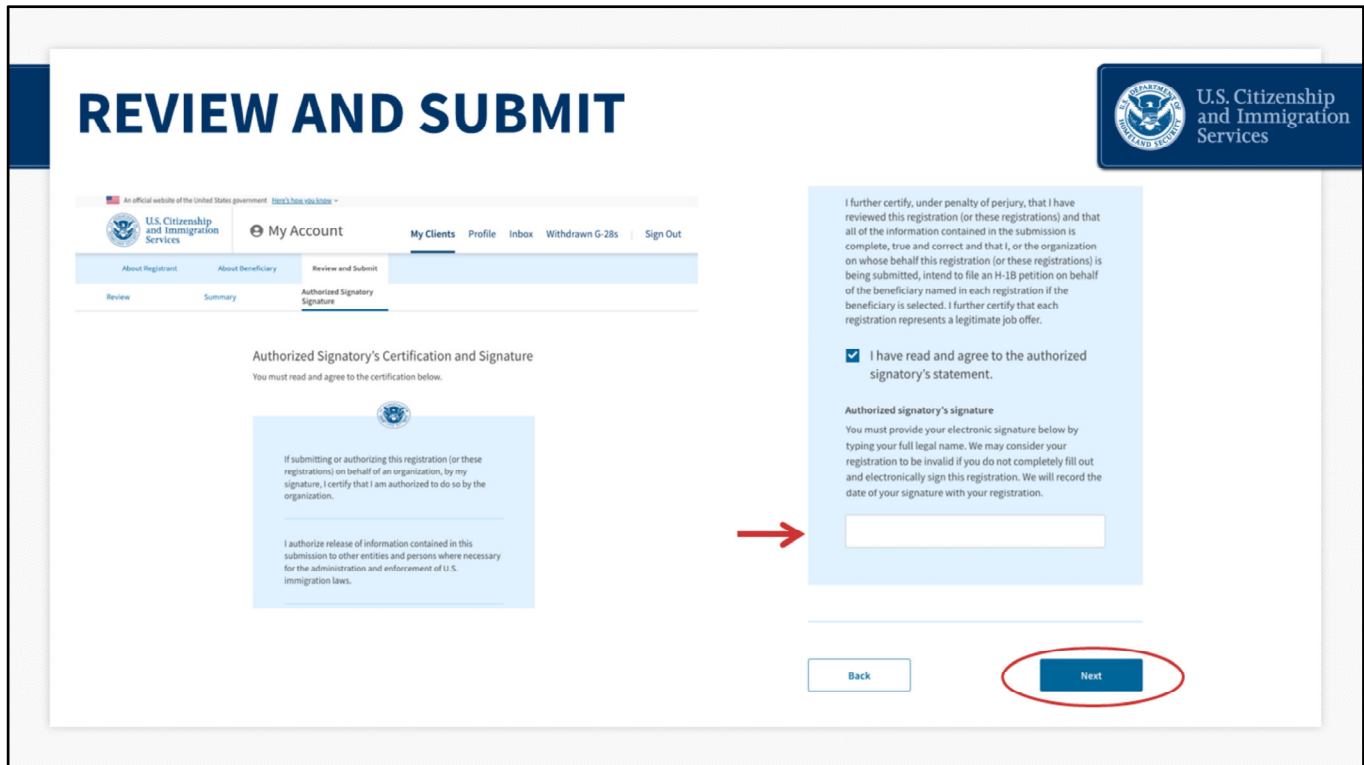 REVIEW AND SUBMIT
U.S. Citizenship
and Immigration
Services
An official website of the United States government Here's how you know
U.S. Citizenship
and Immigration
Services
My Account
My Clients Profile Inbox Withdrawn G-28s Sign Out
About Registrant About Beneficiary Review and Submit
Review Summary Authorized Signatory
Signature
Authorized Signatory's Certification and Signature
You must read and agree to the certification below.
If submitting or authorizing this registration (or these
registrations) on behalf of an organization, by my
signature, I certify that I am authorized to do so by the
organization.
I authorize release of information contained in this
submission to other entities and persons where necessary
for the administration and enforcement of U.S.
immigration laws.
I further certify, under penalty of perjury, that I have
reviewed this registration (or these registrations) and that
all of the information contained in the submission is
complete, true and correct and that I, or the organization
on whose behalf this registration (or these registrations) is
being submitted, intend to file an H-1B petition on behalf
of the beneficiary named in each registration if the
beneficiary is selected. I further certify that each
registration represents a legitimate job offer.
I have read and agree to the authorized
signatory's statement.
Authorized signatory's signature
You must provide your electronic signature below by
typing your full legal name. We may consider your
registration to be invalid if you do not completely fill out
and electronically sign this registration. We will record the
date of your signature with your registration.
Back Next